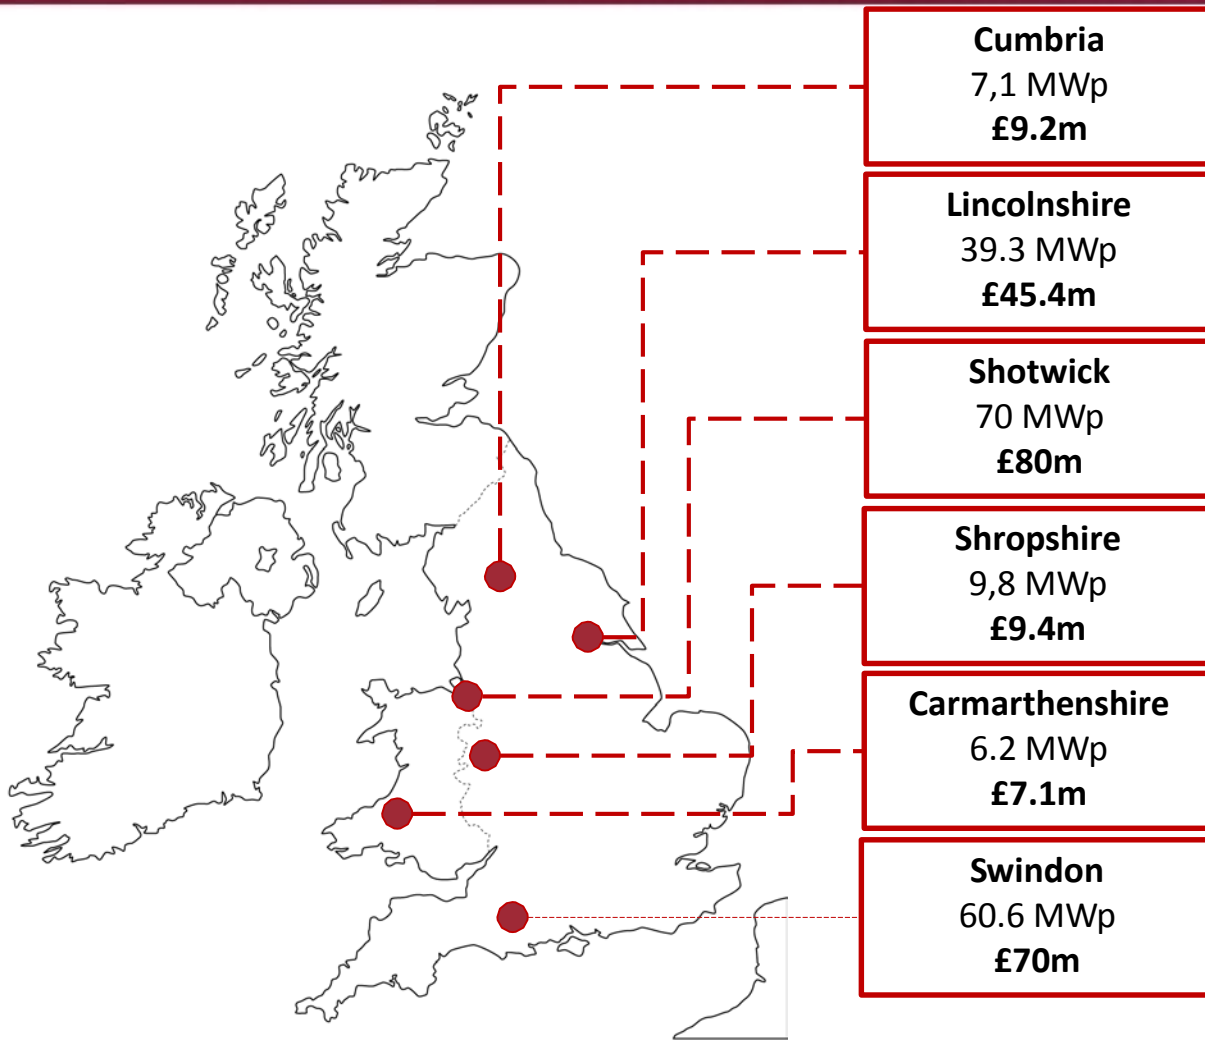 Cumbria
7,1 MWp
£9.2m
Lincolnshire
39.3 MWp
£45.4m
Shotwick
70 MWp
£80m
Shropshire
9,8 MWp
£9.4m
Carmarthenshire
6.2 MWp
£7.1m
Swindon
60.6 MWp
£70m